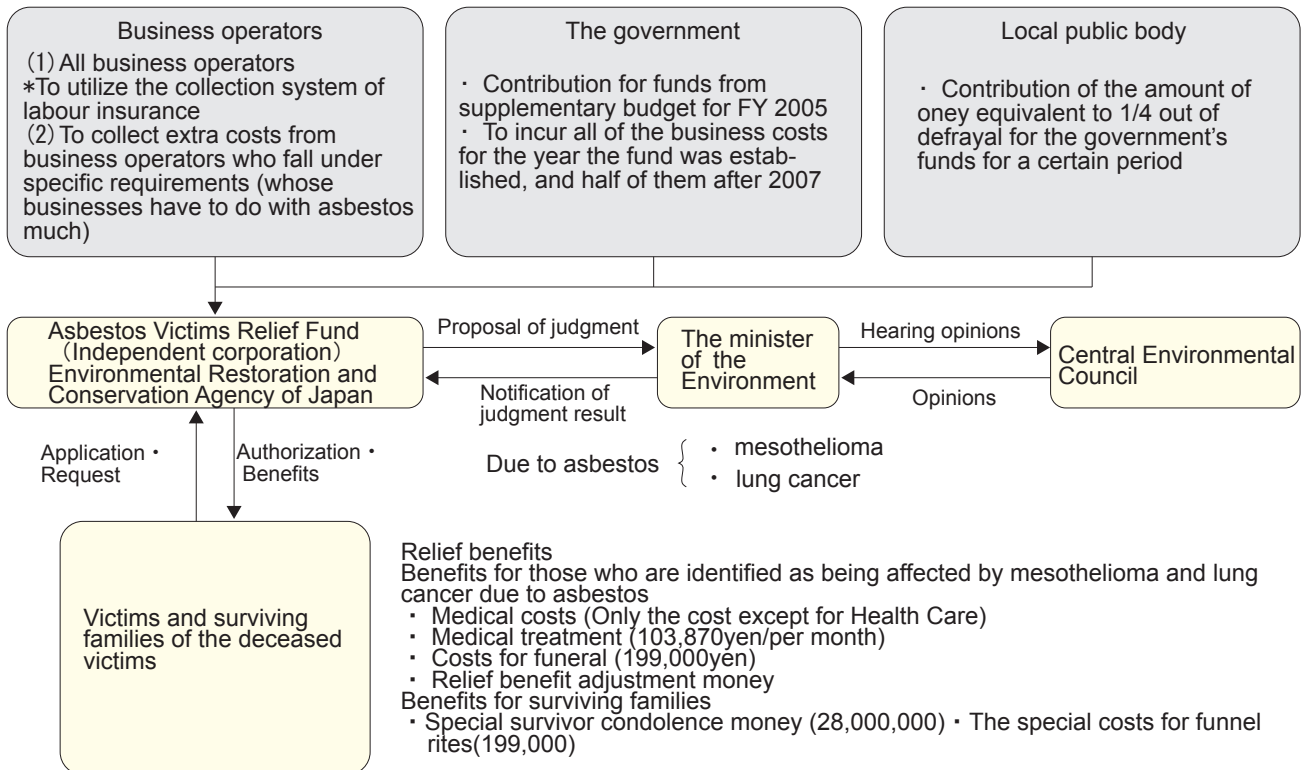 Business operators
(1) All business operators
*To utilize the collection system of
labour insurance
(2) To collect extra costs from
business operators who fall under
specific requirements (whose
businesses have to do with asbestos
much)
The government
・ Contribution for funds from
supplementary budget for FY 2005
・ To incur all of the business costs
for the year the fund was estab-
lished, and half of them after 2007
Local public body
・ Contribution of the amount of
oney equivalent to 1/4 out of
defrayal for the government's
funds for a certain period
Asbestos Victims Relief Fund
(Independent corporation)
Environmental Restoration and
Conservation Agency of Japan
Proposal of judgment
Notification of
judgment result
The minister
of the
Environment
Hearing opinions
Opinions
Central Environmental
Council
Application・
Request
Authorization・
Benefits
Due to asbestos
・ mesothelioma
・ lung cancer
Victims and surviving
families of the deceased
victims
Relief benefits
Benefits for those who are identified as being affected by mesothelioma and lung
cancer due to asbestos
・ Medical costs (Only the cost except for Health Care)
・ Medical treatment (103,870yen/per month)
・ Costs for funeral (199,000yen)
・ Relief benefit adjustment money
Benefits for surviving families
・Special survivor condolence money (28,000,000)・The special costs for funnel
rites(199,000)